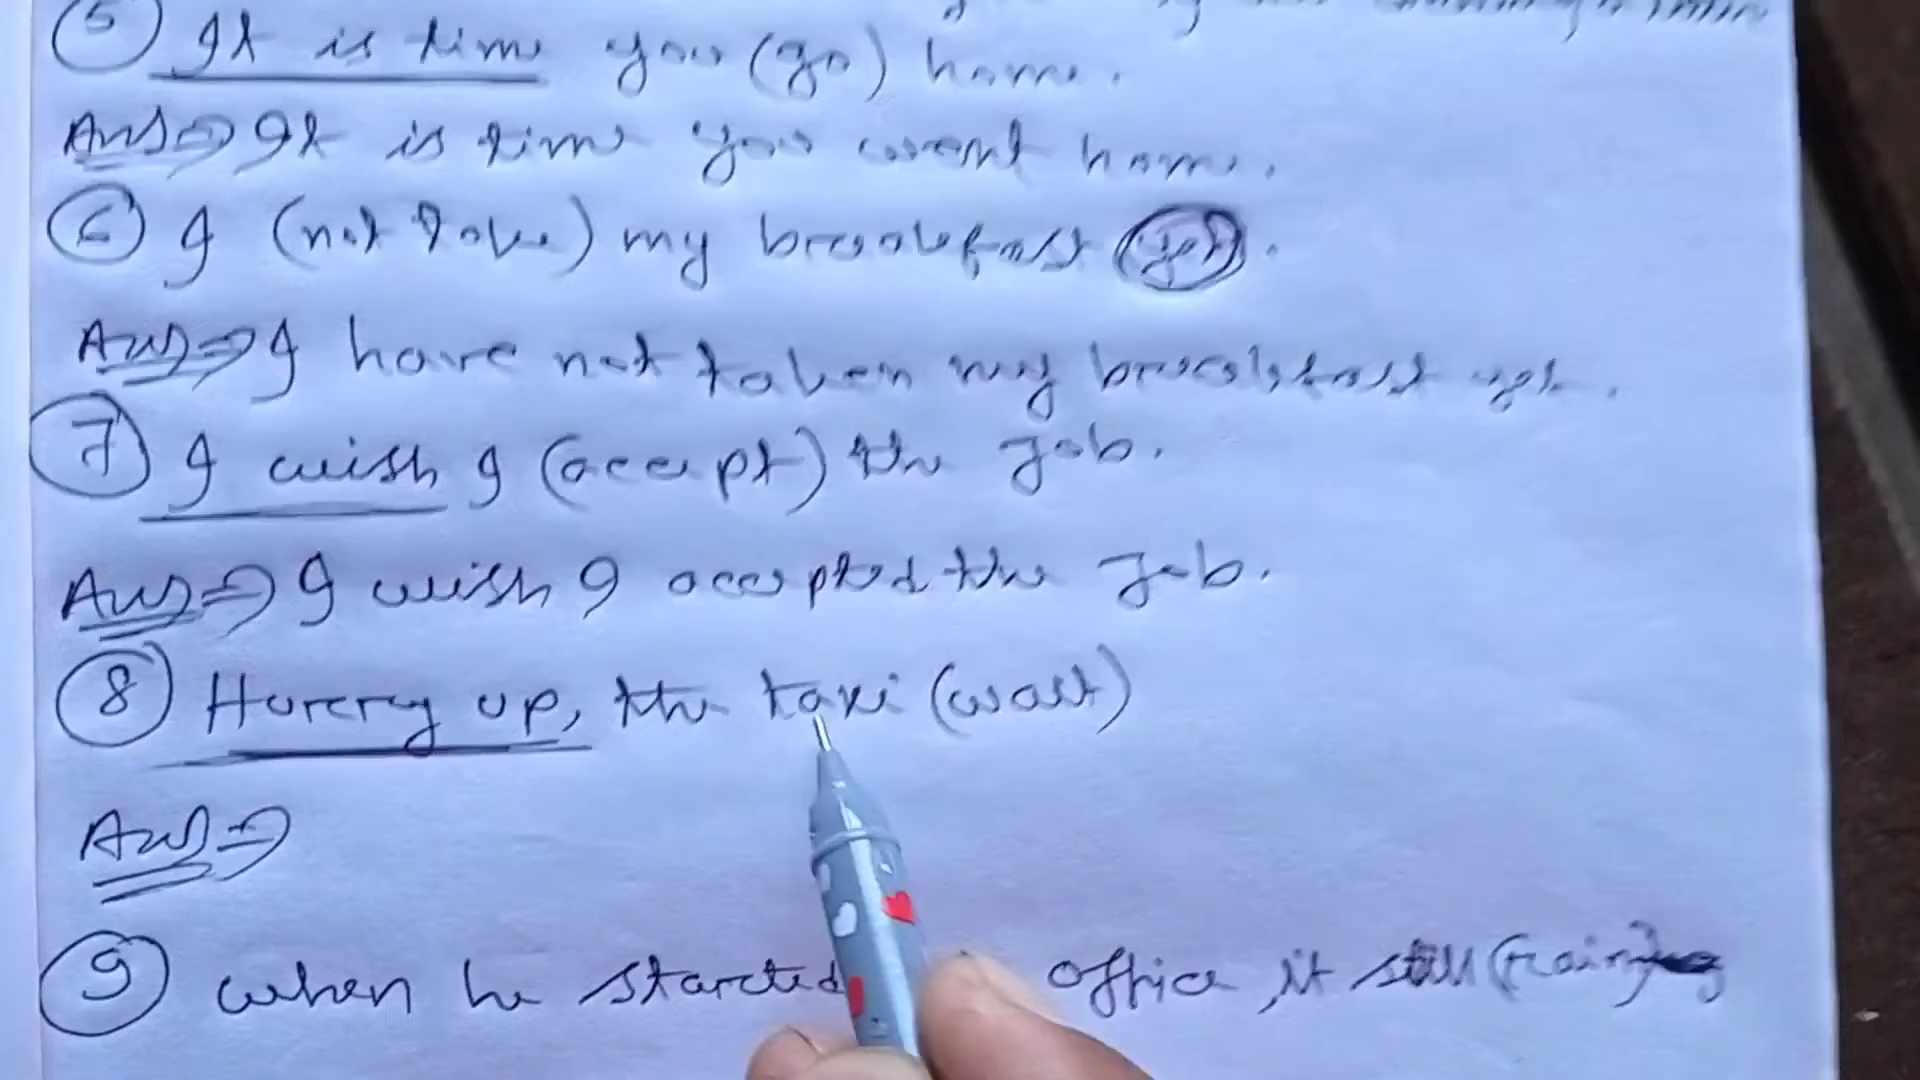 5 It is time you (go) home.
Ans⇒ It is time you went home.
6 I (not take) my breakfast (yet).
Ans⇒ I have not taken my breakfast yet.
7 I wish I (accept) the job.
Ans⇒ I wish I accepted the job.
8 Hurry up, the taxi (wait)
Ans⇒
9 When he started office, it still (rain)